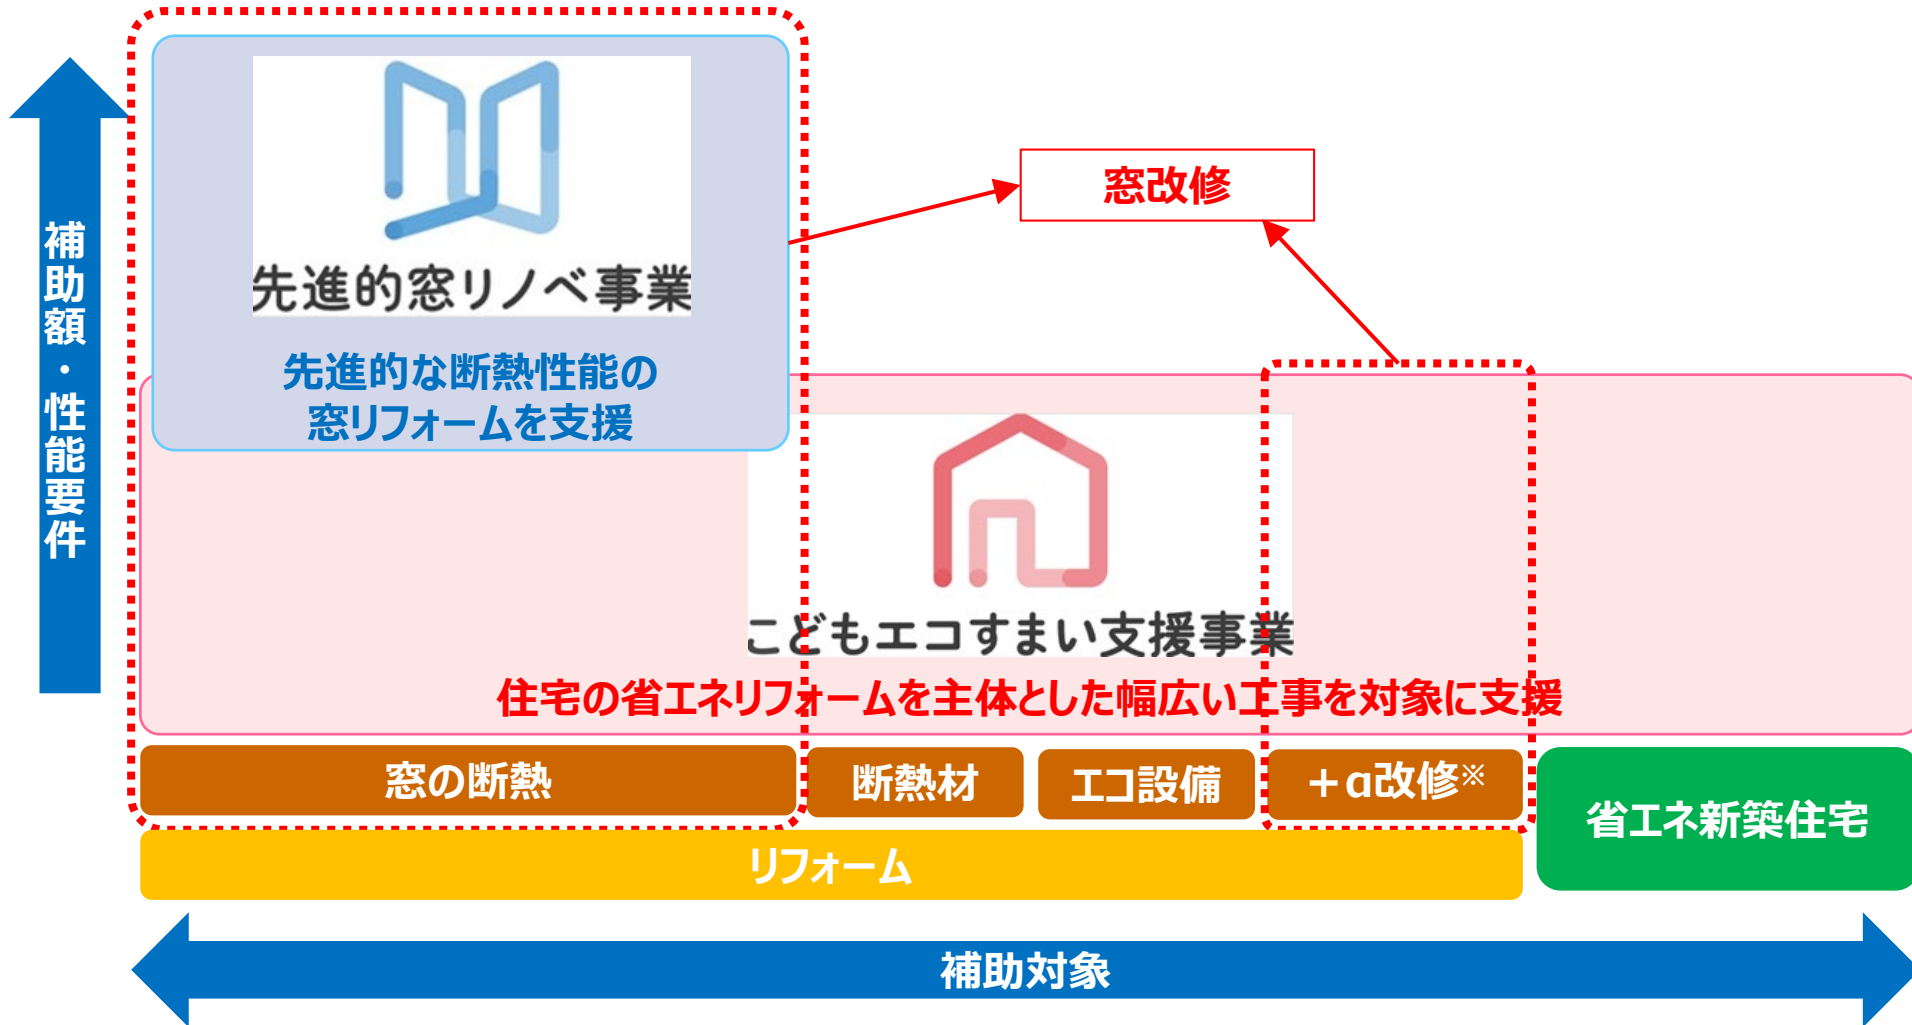 補助額・性能要件
先進的窓リノベ事業
先進的な断熱性能の
窓リフォームを支援
窓改修
こどもエコすまい支援事業
住宅の省エネリフォームを主体とした幅広い工事を対象に支援
窓の断熱
断熱材
エコ設備
+α改修※
省エネ新築住宅
リフォーム
補助対象